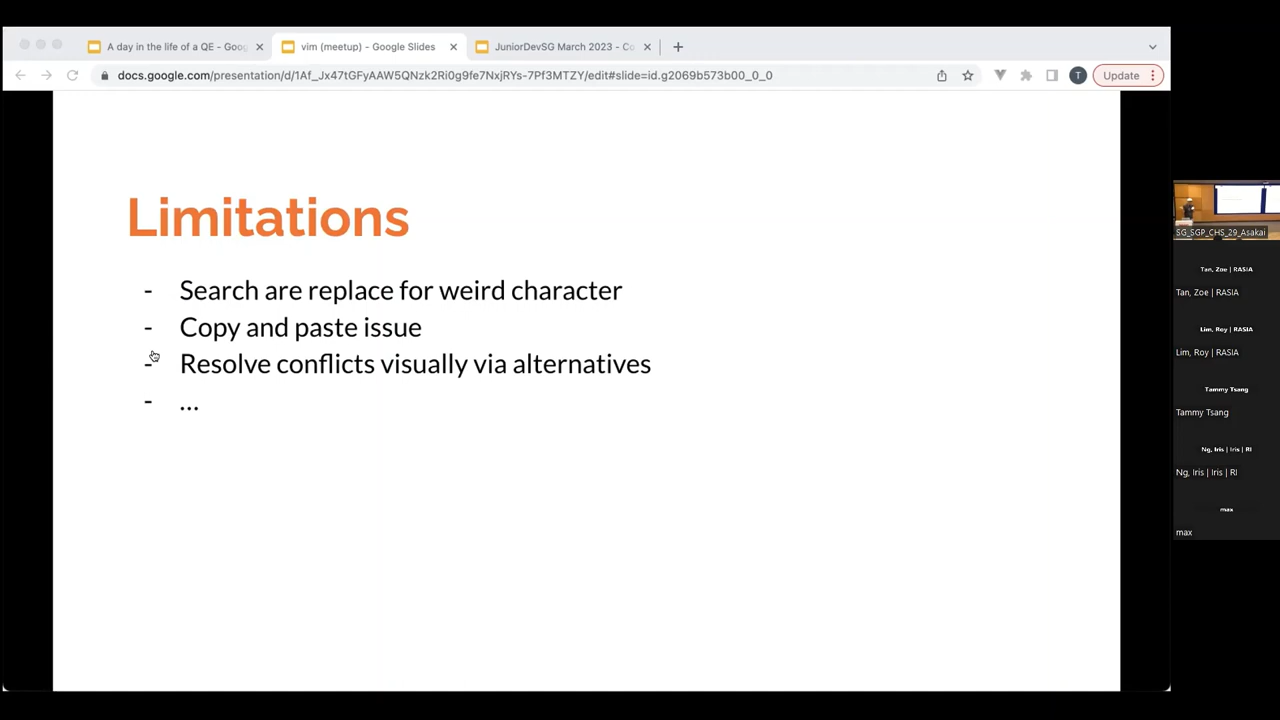 A day in the life of a QE - Goog
vim (meetup) - Google Slides
JuniorDevSG March 2023 - Co
docs.google.com/presentation/d/1Af_Jx47tGFyAAW5QNzk2Ri0g9fe7NxjRYs-7Pf3MTZY/edit#slide=id.g2069b573b00_0_0
T
Update
Limitations
- Search are replace for weird character
- Copy and paste issue
- Resolve conflicts visually via alternatives
- ...
SG_SGP_CHS_29_Asakai
Tan, Zoe | RASIA
Tan, Zoe | RASIA
Lim, Roy | RASIA
Lim, Roy | RASIA
Tammy Tsang
Tammy Tsang
Ng, Iris | Iris | RI
Ng, Iris | Iris | RI
max
max